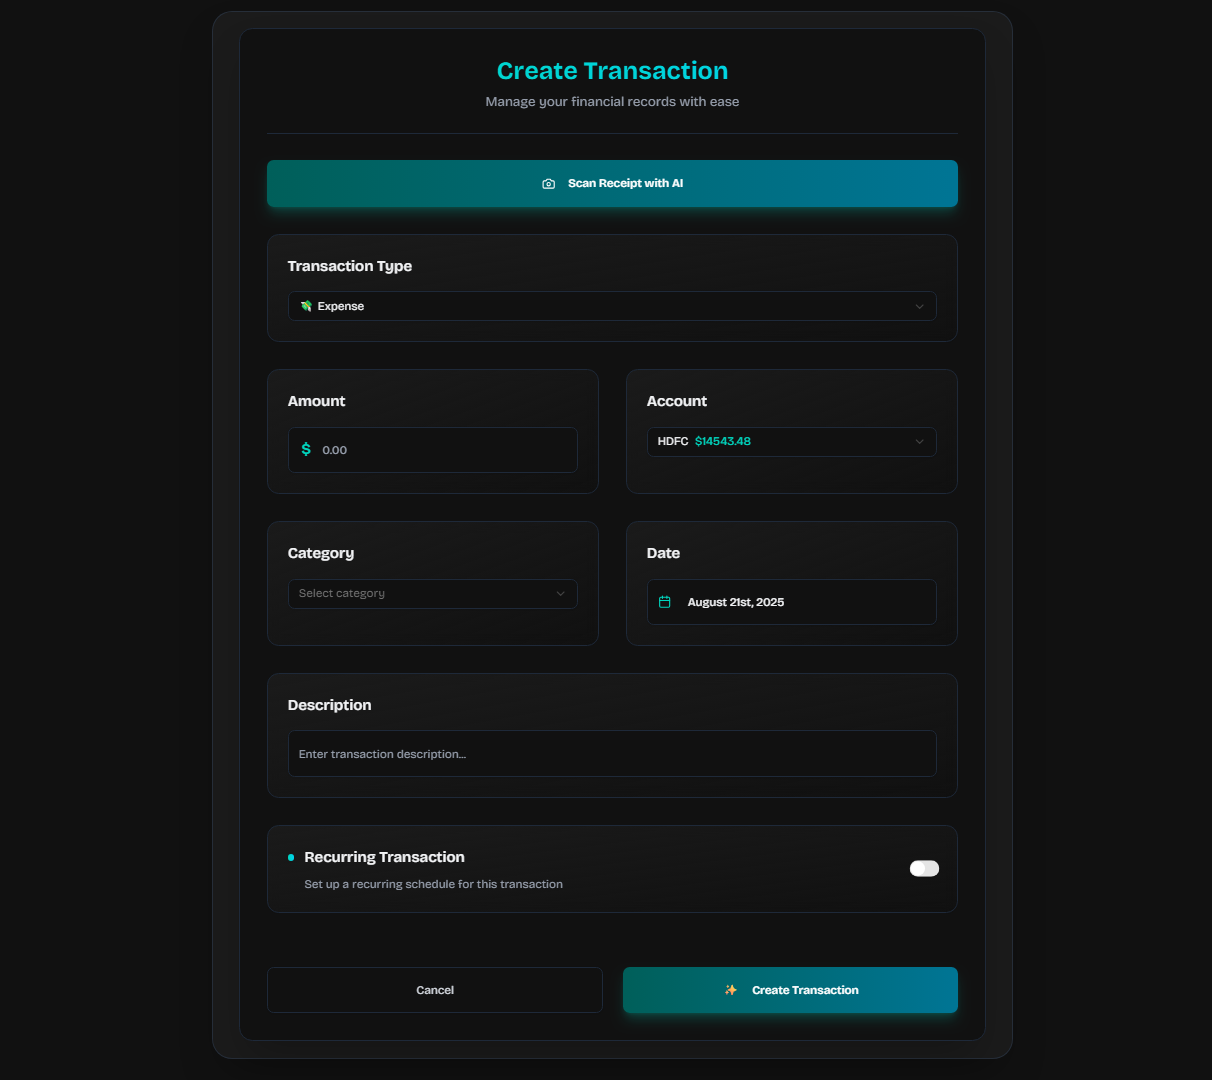 Create Transaction
Manage your financial records with ease
Scan Receipt with AI
Transaction Type
Expense
Amount
Account
$ 0.00
HDFC $14543.48
Category
Date
Select category
August 21st, 2025
Description
Enter transaction description...
Recurring Transaction
Set up a recurring schedule for this transaction
Cancel
Create Transaction